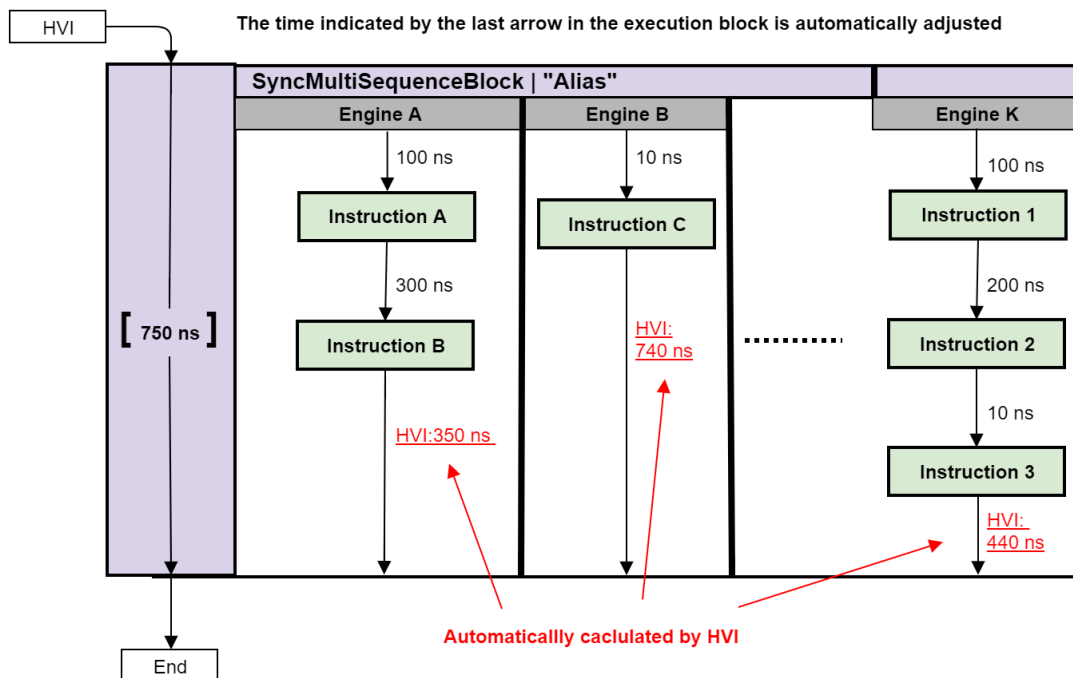 HVI
The time indicated by the last arrow in the execution block is automatically adjusted
SyncMultiSequenceBlock | "Alias"
Engine A
Engine B
Engine K
100 ns
10 ns
100 ns
Instruction A
Instruction C
Instruction 1
300 ns
200 ns
[ 750 ns ]
Instruction B
HVI:
740 ns
Instruction 2
10 ns
HVI:350 ns
Instruction 3
HVI:
440 ns
Automaticallly caclulated by HVI
End